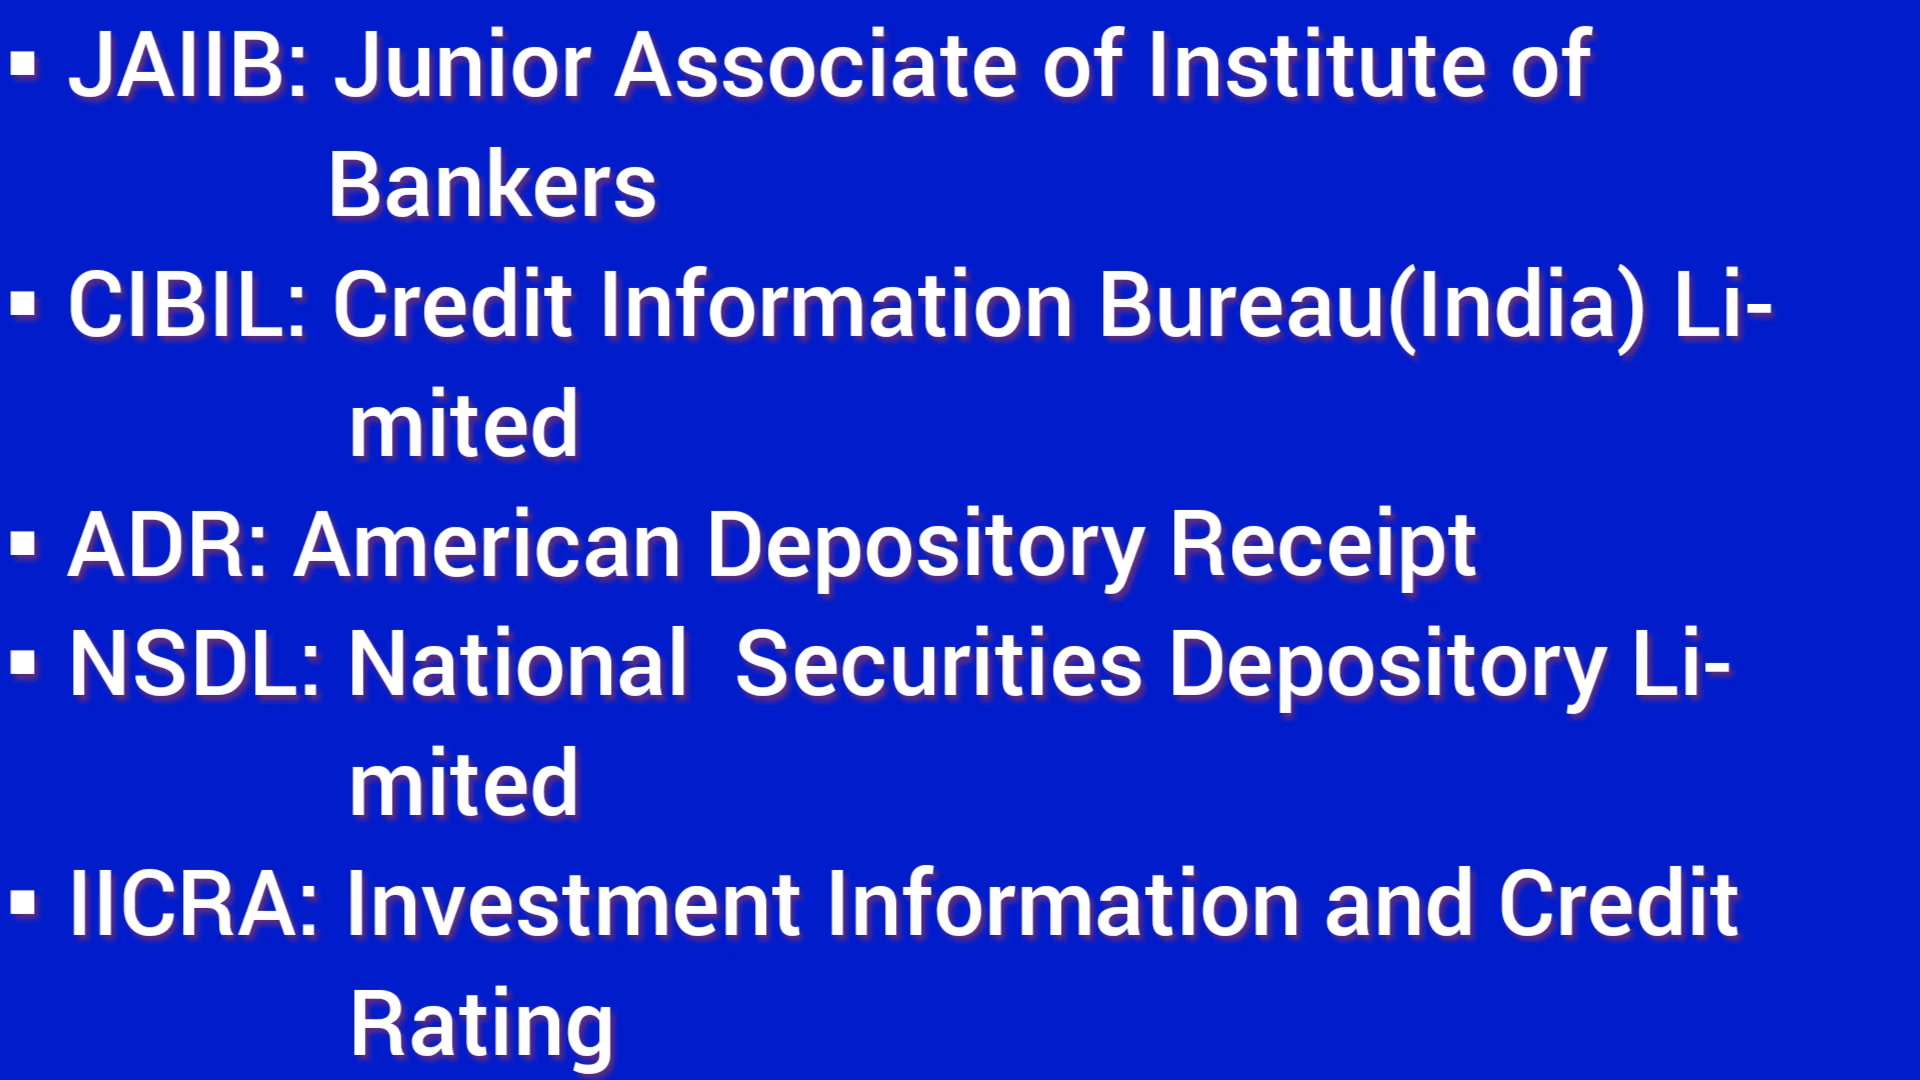 ▪ JAIIB: Junior Associate of Institute of
Bankers
▪ CIBIL: Credit Information Bureau(India) Li-
mited
▪ ADR: American Depository Receipt
▪ NSDL: National  Securities Depository Li-
mited
▪ IICRA: Investment Information and Credit
Rating